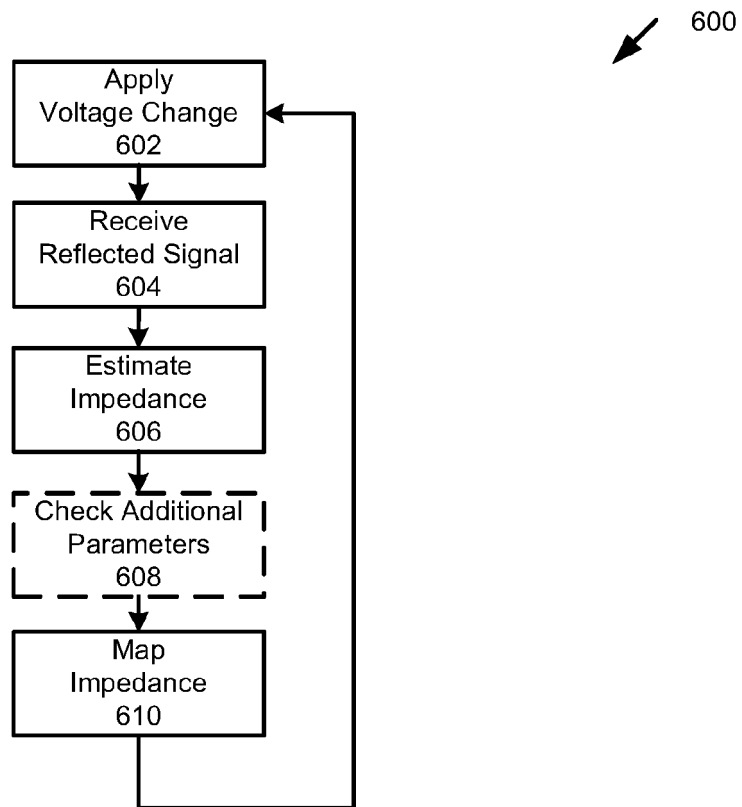 600
Apply
Voltage Change
602
Receive
Reflected Signal
604
Estimate
Impedance
606
Check Additional
Parameters
608
Map
Impedance
610